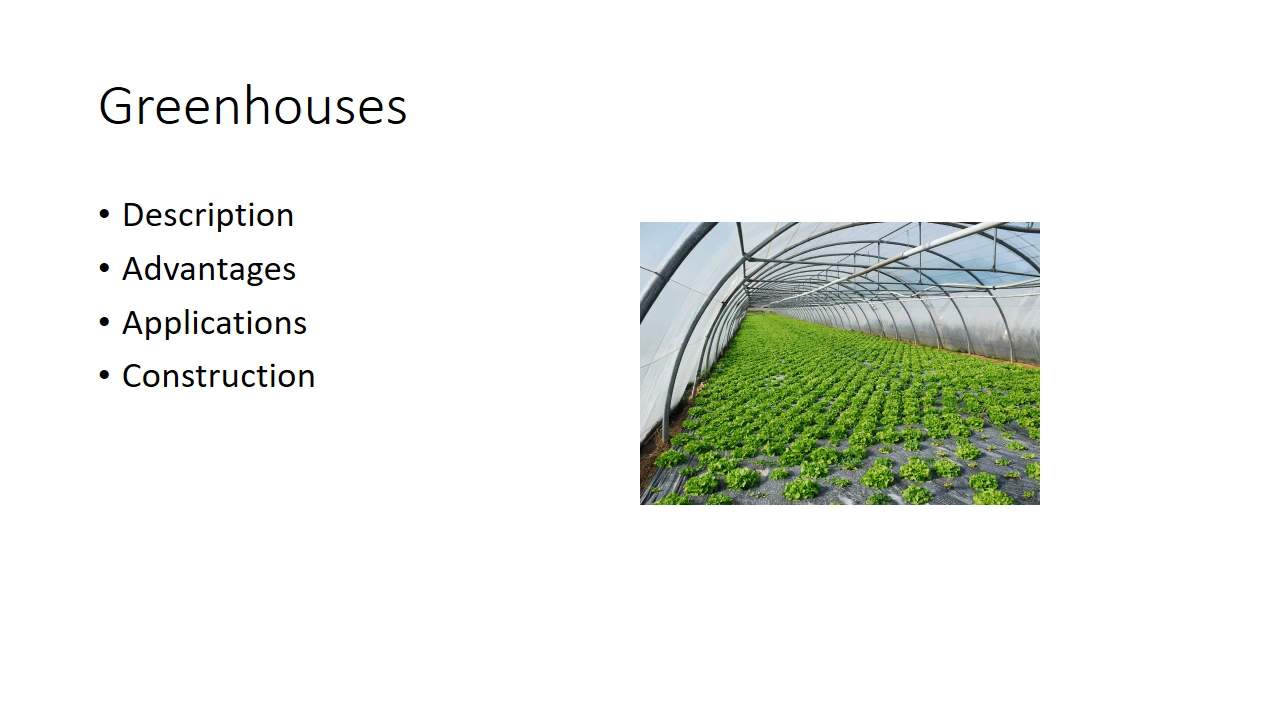 Greenhouses
• Description
• Advantages
• Applications
• Construction